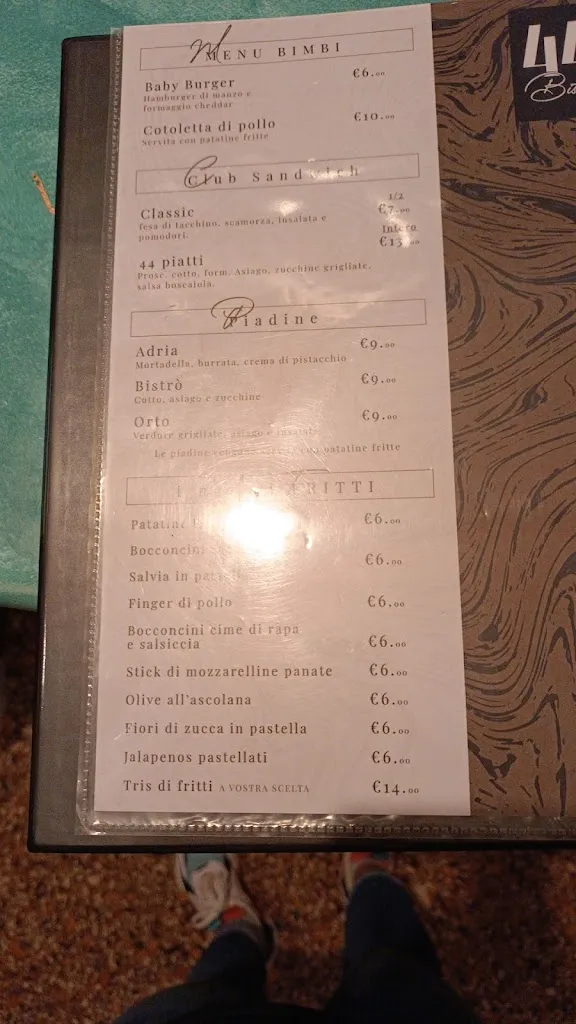 MENU BIMBI
Baby Burger €6.00
Hamburger di manzo e
formaggio cheddar
Cotoletta di pollo €10.00
Servita con patatine fritte
Club Sandwich
1/2
Classic €7.00
fesa di tacchino, scamorza, insalata e
pomodori.
Intero
€13.00
44 piatti
Prosc. cotto, form. Asiago, zucchine grigliate,
salsa boscaiola.
Piadine
Adria €9.00
Mortadella, burrata, crema di pistacchio
Bistrò €9.00
Cotto, asiago e zucchine
Orto €9.00
Verdure grigliate, asiago e insalata
Le piadine vengono con patatine fritte
FRITTI
Patatine €6.00
Bocconcini
€6.00
Salvia in
Finger di pollo €6.00
Bocconcini cime di rapa
e salsiccia €6.00
Stick di mozzarelline panate €6.00
Olive all'ascolana €6.00
Fiori di zucca in pastella €6.00
Jalapenos pastellati €6.00
Tris di fritti A VOSTRA SCELTA €14.00
44
Bis